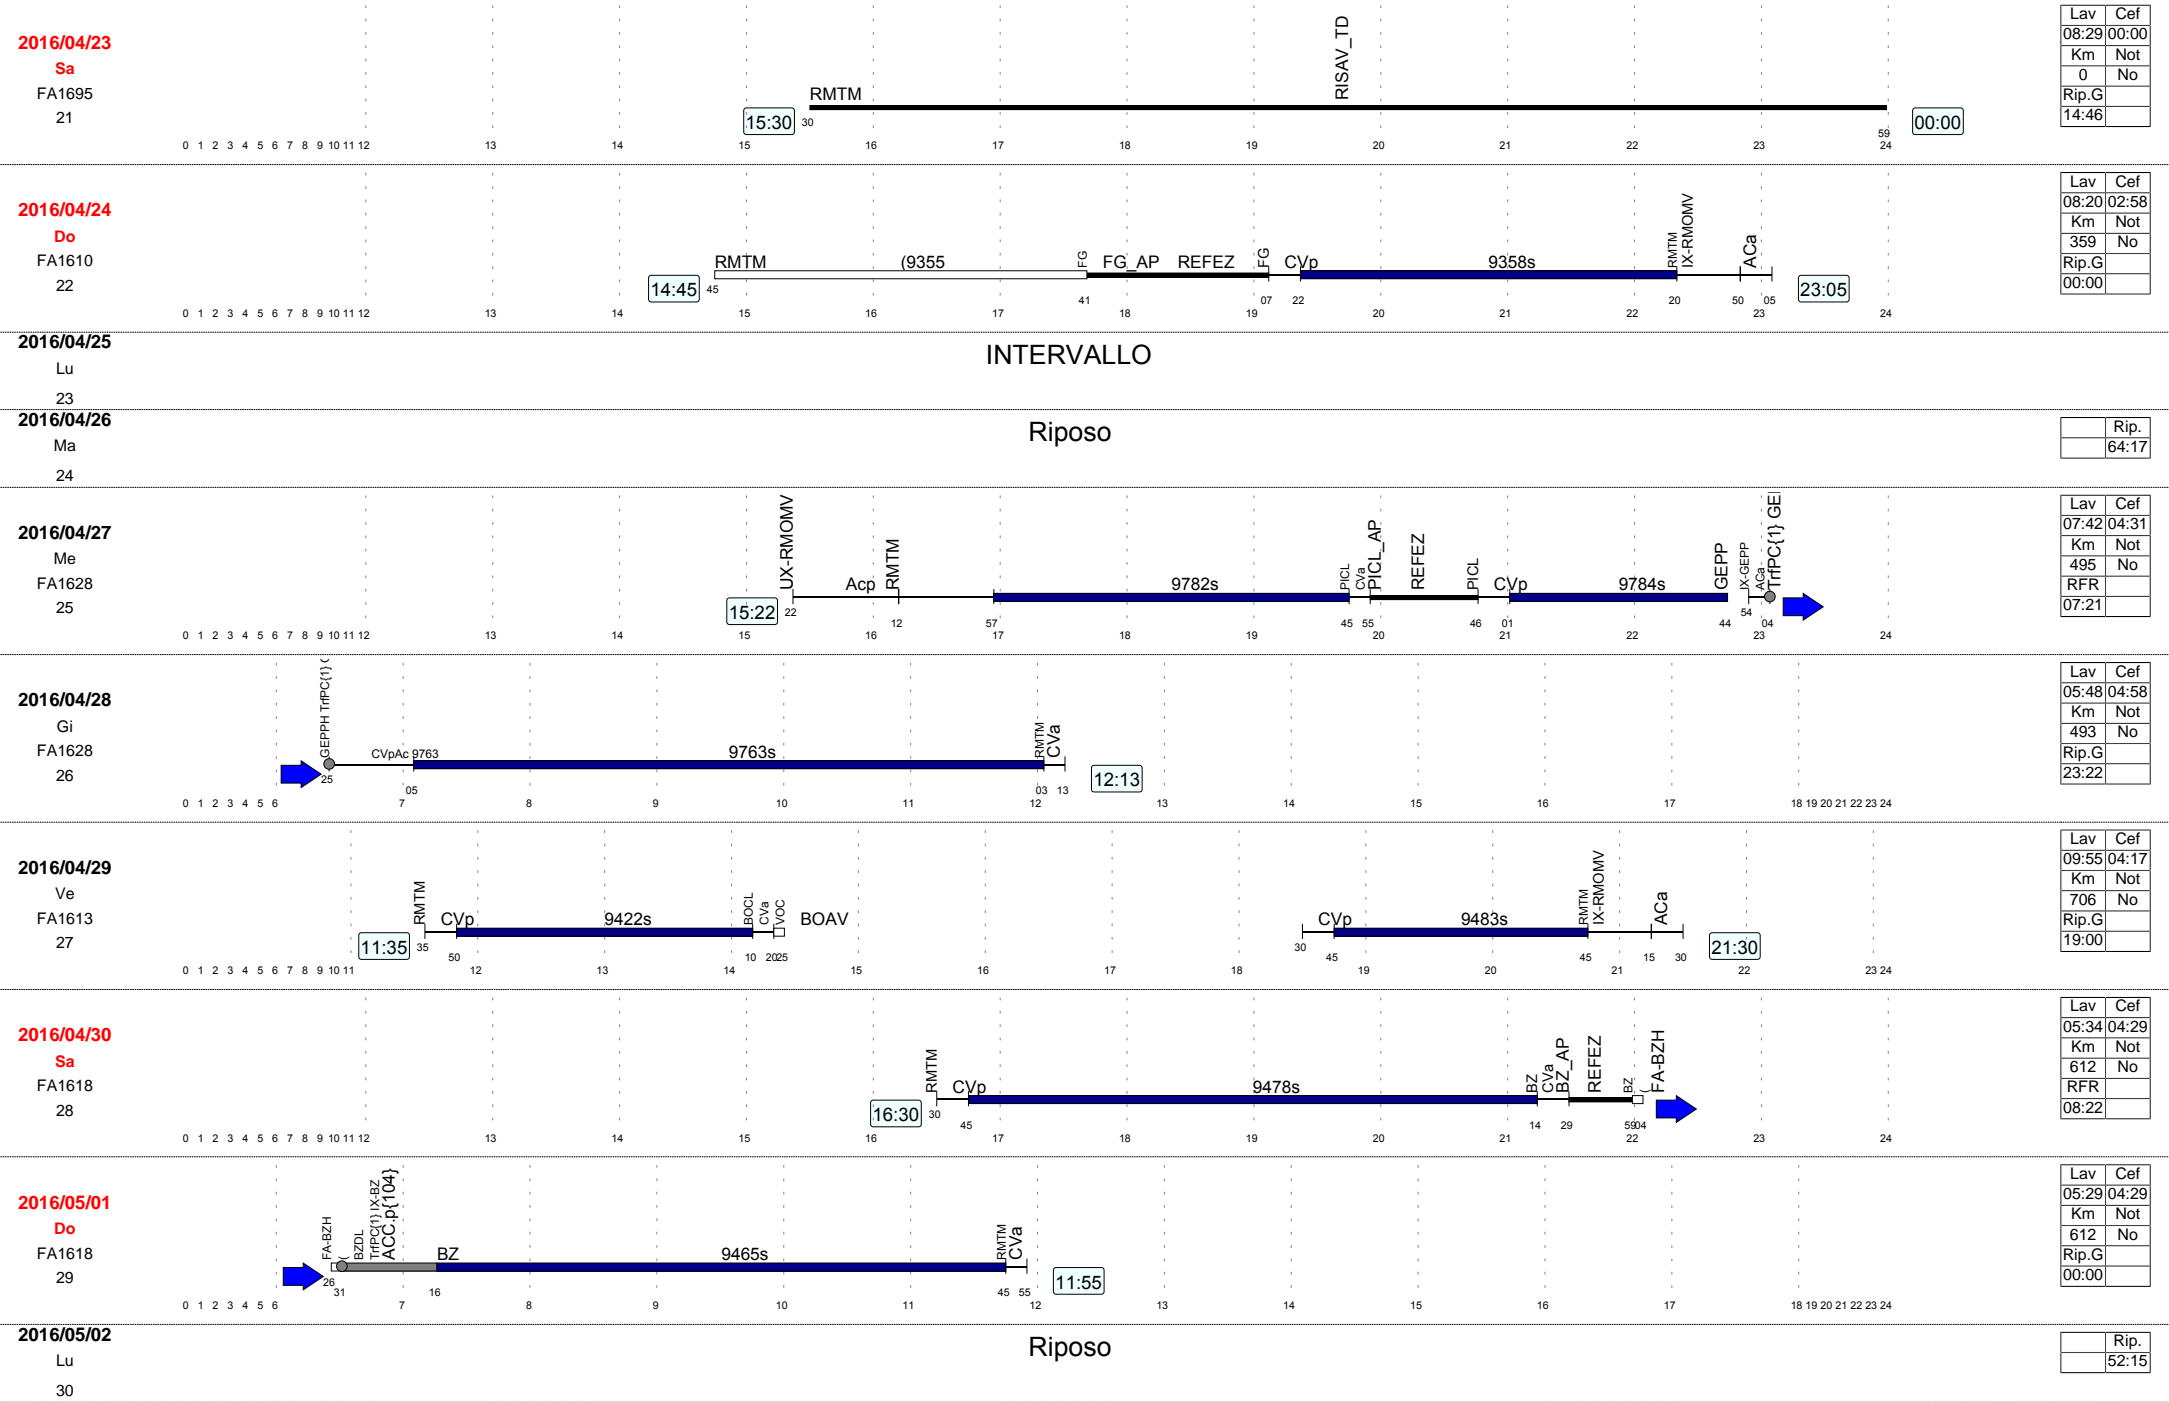 2016/04/23
Sa
FA1695
21
15:30
RMTM
RISAV_TD
30
59
00:00
0 1 2 3 4 5 6 7 8 9 10 11 12 13 14 15 16 17 18 19 20 21 22 23 24
Lav Cef
08:29 00:00
Km Not
0 No
Rip.G
14:46
2016/04/24
Do
FA1610
22
14:45
RMTM (9355 FG FG_AP REFEZ FG CVp 9358s RMTM IX-RMOMV ACa
45 41 07 22 20 50 05
23:05
0 1 2 3 4 5 6 7 8 9 10 11 12 13 14 15 16 17 18 19 20 21 22 23 24
Lav Cef
08:20 02:58
Km Not
359 No
Rip.G
00:00
2016/04/25
Lu
23
INTERVALLO
2016/04/26
Ma
24
Riposo
Rip.
64:17
2016/04/27
Me
FA1628
25
15:22
UX-RMOMV Acp RMTM 9782s PICL CVa PICL_AP REFEZ PICL CVp 9784s GEPP IX-GEPP ACa TrfPC{1} GE
22 12 57 45 55 46 01 44 54 04
0 1 2 3 4 5 6 7 8 9 10 11 12 13 14 15 16 17 18 19 20 21 22 23 24
Lav Cef
07:42 04:31
Km Not
495 No
RFR
07:21
2016/04/28
Gi
FA1628
26
GEPPH TrfPC{1} CVpAc 9763 9763s RMTM CVa
25 05 03 13
12:13
0 1 2 3 4 5 6 7 8 9 10 11 12 13 14 15 16 17 18 19 20 21 22 23 24
Lav Cef
05:48 04:58
Km Not
493 No
Rip.G
23:22
2016/04/29
Ve
FA1613
27
11:35
RMTM CVp 9422s BOCL CVa VOC BOAV CVp 9483s RMTM IX-RMOMV ACa
35 50 10 20 25 30 45 45 15 30
21:30
0 1 2 3 4 5 6 7 8 9 10 11 12 13 14 15 16 17 18 19 20 21 22 23 24
Lav Cef
09:55 04:17
Km Not
706 No
Rip.G
19:00
2016/04/30
Sa
FA1618
28
16:30
RMTM CVp 9478s BZ CVa BZ_AP REFEZ BZ ( FA-BZH
30 45 14 29 59 04
0 1 2 3 4 5 6 7 8 9 10 11 12 13 14 15 16 17 18 19 20 21 22 23 24
Lav Cef
05:34 04:29
Km Not
612 No
RFR
08:22
2016/05/01
Do
FA1618
29
FA-BZH ( BZDL TrfPC{1} IX-BZ ACC.p{104} BZ 9465s RMTM CVa
26 31 16 45 55
11:55
0 1 2 3 4 5 6 7 8 9 10 11 12 13 14 15 16 17 18 19 20 21 22 23 24
Lav Cef
05:29 04:29
Km Not
612 No
Rip.G
00:00
2016/05/02
Lu
30
Riposo
Rip.
52:15